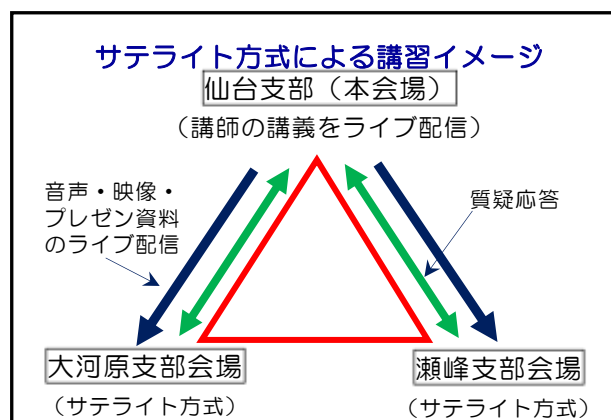 サテライト方式による講習イメージ
仙台支部（本会場）
（講師の講義をライブ配信）
音声・映像・
プレゼン資料
のライブ配信
質疑応答
大河原支部会場
（サテライト方式）
瀬峰支部会場
（サテライト方式）